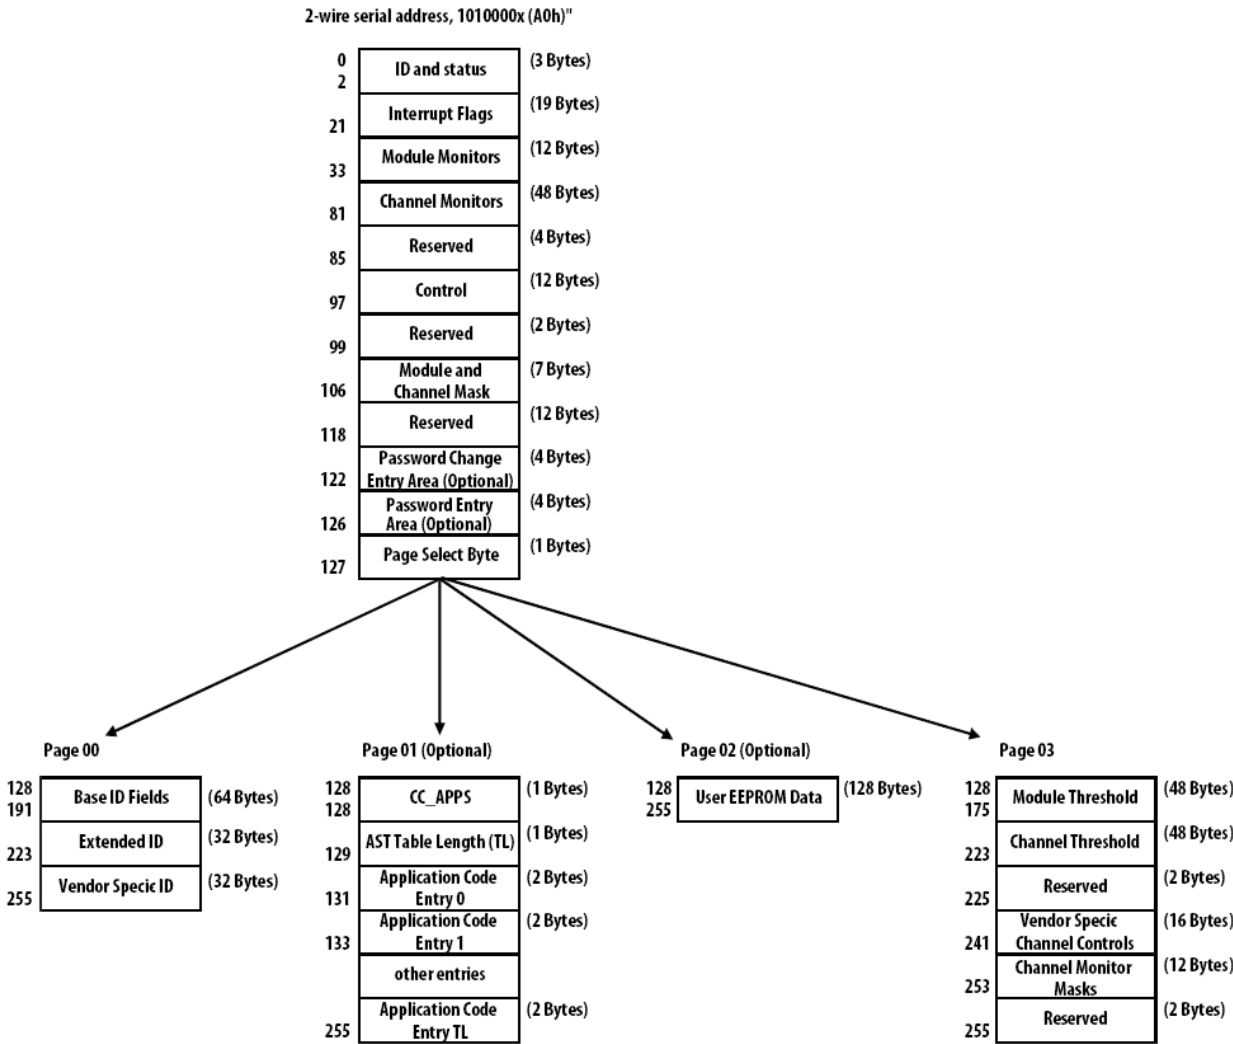 2-wire serial address, 1010000x (A0h)"
0
2
ID and status
(3 Bytes)
21
Interrupt Flags
(19 Bytes)
33
Module Monitors
(12 Bytes)
81
Channel Monitors
(48 Bytes)
85
Reserved
(4 Bytes)
97
Control
(12 Bytes)
99
Reserved
(2 Bytes)
106
Module and
Channel Mask
(7 Bytes)
118
Reserved
(12 Bytes)
122
Password Change
Entry Area (Optional)
(4 Bytes)
126
Password Entry
Area (Optional)
(4 Bytes)
127
Page Select Byte
(1 Bytes)
Page 00
128
191
Base ID Fields
(64 Bytes)
223
Extended ID
(32 Bytes)
255
Vendor Specic ID
(32 Bytes)
Page 01 (Optional)
128
128
CC_APPS
(1 Bytes)
129
AST Table Length (TL)
(1 Bytes)
131
Application Code
Entry 0
(2 Bytes)
133
Application Code
Entry 1
(2 Bytes)
other entries
255
Application Code
Entry TL
(2 Bytes)
Page 02 (Optional)
128
255
User EEPROM Data
(128 Bytes)
Page 03
128
175
Module Threshold
(48 Bytes)
223
Channel Threshold
(48 Bytes)
225
Reserved
(2 Bytes)
241
Vendor Specic
Channel Controls
(16 Bytes)
253
Channel Monitor
Masks
(12 Bytes)
255
Reserved
(2 Bytes)